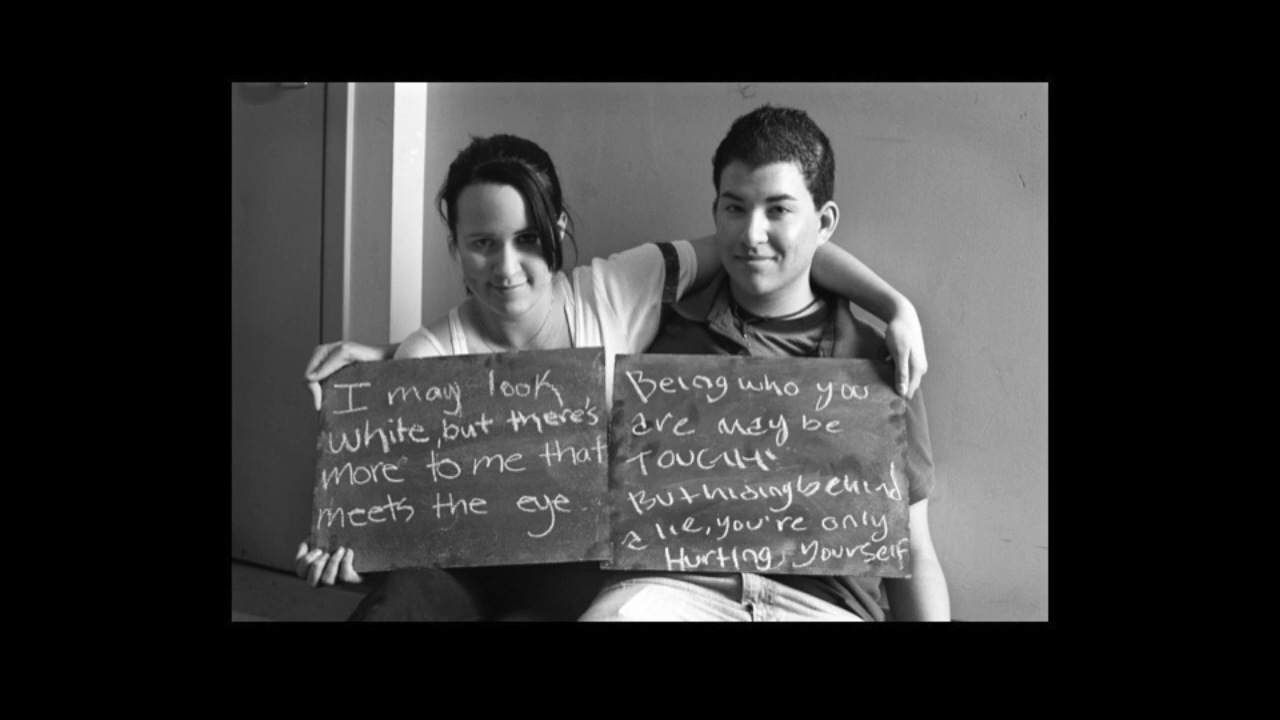 I may look
white, but there's
more to me that
meets the eye.
Being who you
are may be
TOUGH!
But hiding behind
a lie, you're only
Hurting yourself